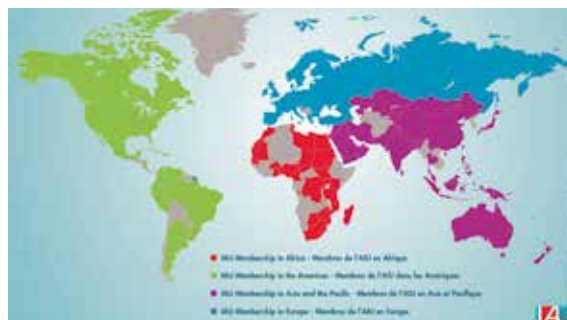 IAU Membership in Africa - Membres de l'AIU en Afrique
IAU Membership in the Americas - Membres de l'AIU dans les Amériques
IAU Membership in Asia and the Pacific - Membres de l'AIU en Asie et Pacifique
IAU Membership in Europe - Membres de l'AIU en Europe